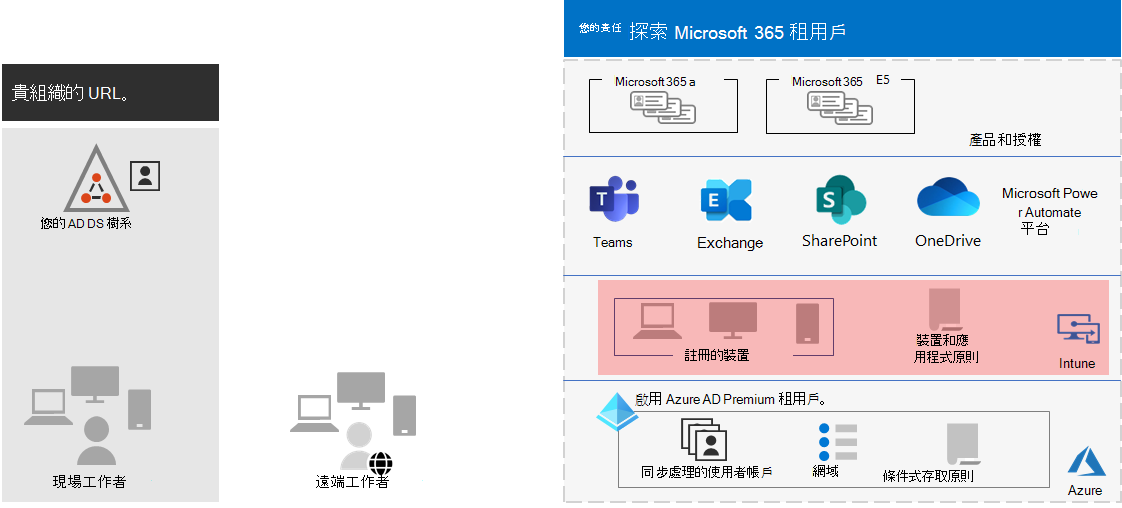 貴組織的 URL。
您的 AD DS 樹系
現場工作者
遠端工作者
您的責任 探索 Microsoft 365 租用戶
Microsoft 365 a
Microsoft 365 E5
產品和授權
Teams
Exchange
SharePoint
OneDrive
Microsoft Powe
r Automate
平台
註冊的裝置
裝置和應
用程式原則
Intune
啟用 Azure AD Premium 租用戶。
同步處理的使用者帳戶
網域
條件式存取原則
Azure